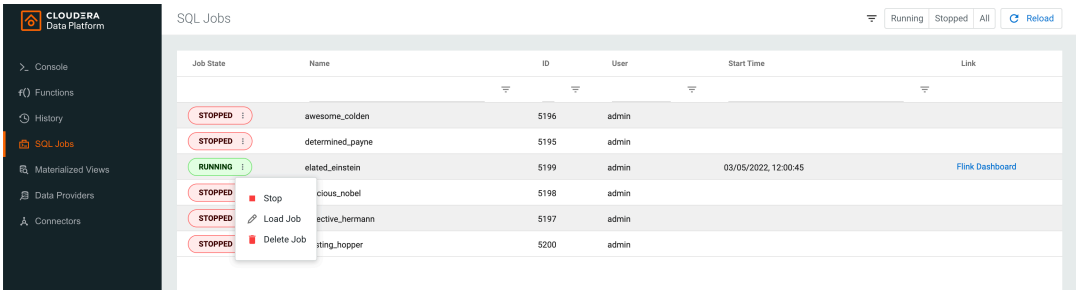 CLOUDERA
Data Platform
Console
Functions
History
SQL Jobs
Materialized Views
Data Providers
Connectors
SQL Jobs
Running Stopped All Reload
Job State Name ID User Start Time Link
STOPPED awesome_colden 5196 admin
STOPPED determined_payne 5195 admin
RUNNING elated_einstein 5199 admin 03/05/2022, 12:00:45 Flink Dashboard
STOPPED cious_nobel 5198 admin
STOPPED ective_hermann 5197 admin
STOPPED sting_hopper 5200 admin
Stop
Load Job
Delete Job